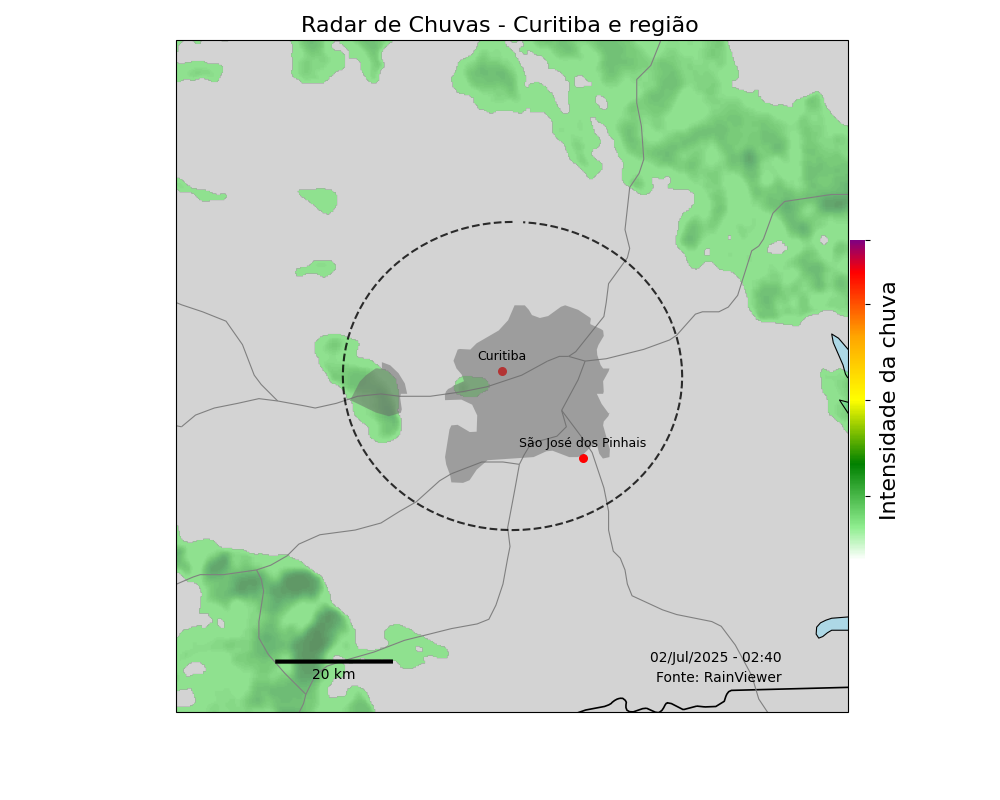 Radar de Chuvas - Curitiba e região
Curitiba
São José dos Pinhais
Intensidade da chuva
02/Jul/2025 - 02:40
Fonte: RainViewer
20 km